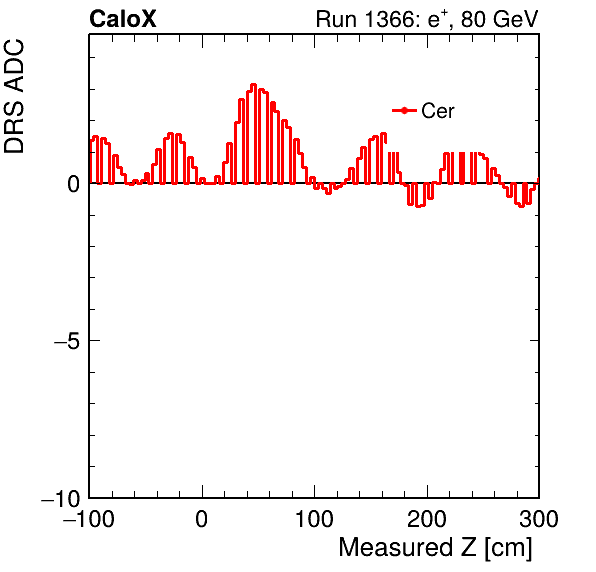 CaloX Run 1366: e⁺, 80 GeV
DRS ADC
Cer
0
−5
−10
−100 0 100 200 300
Measured Z [cm]